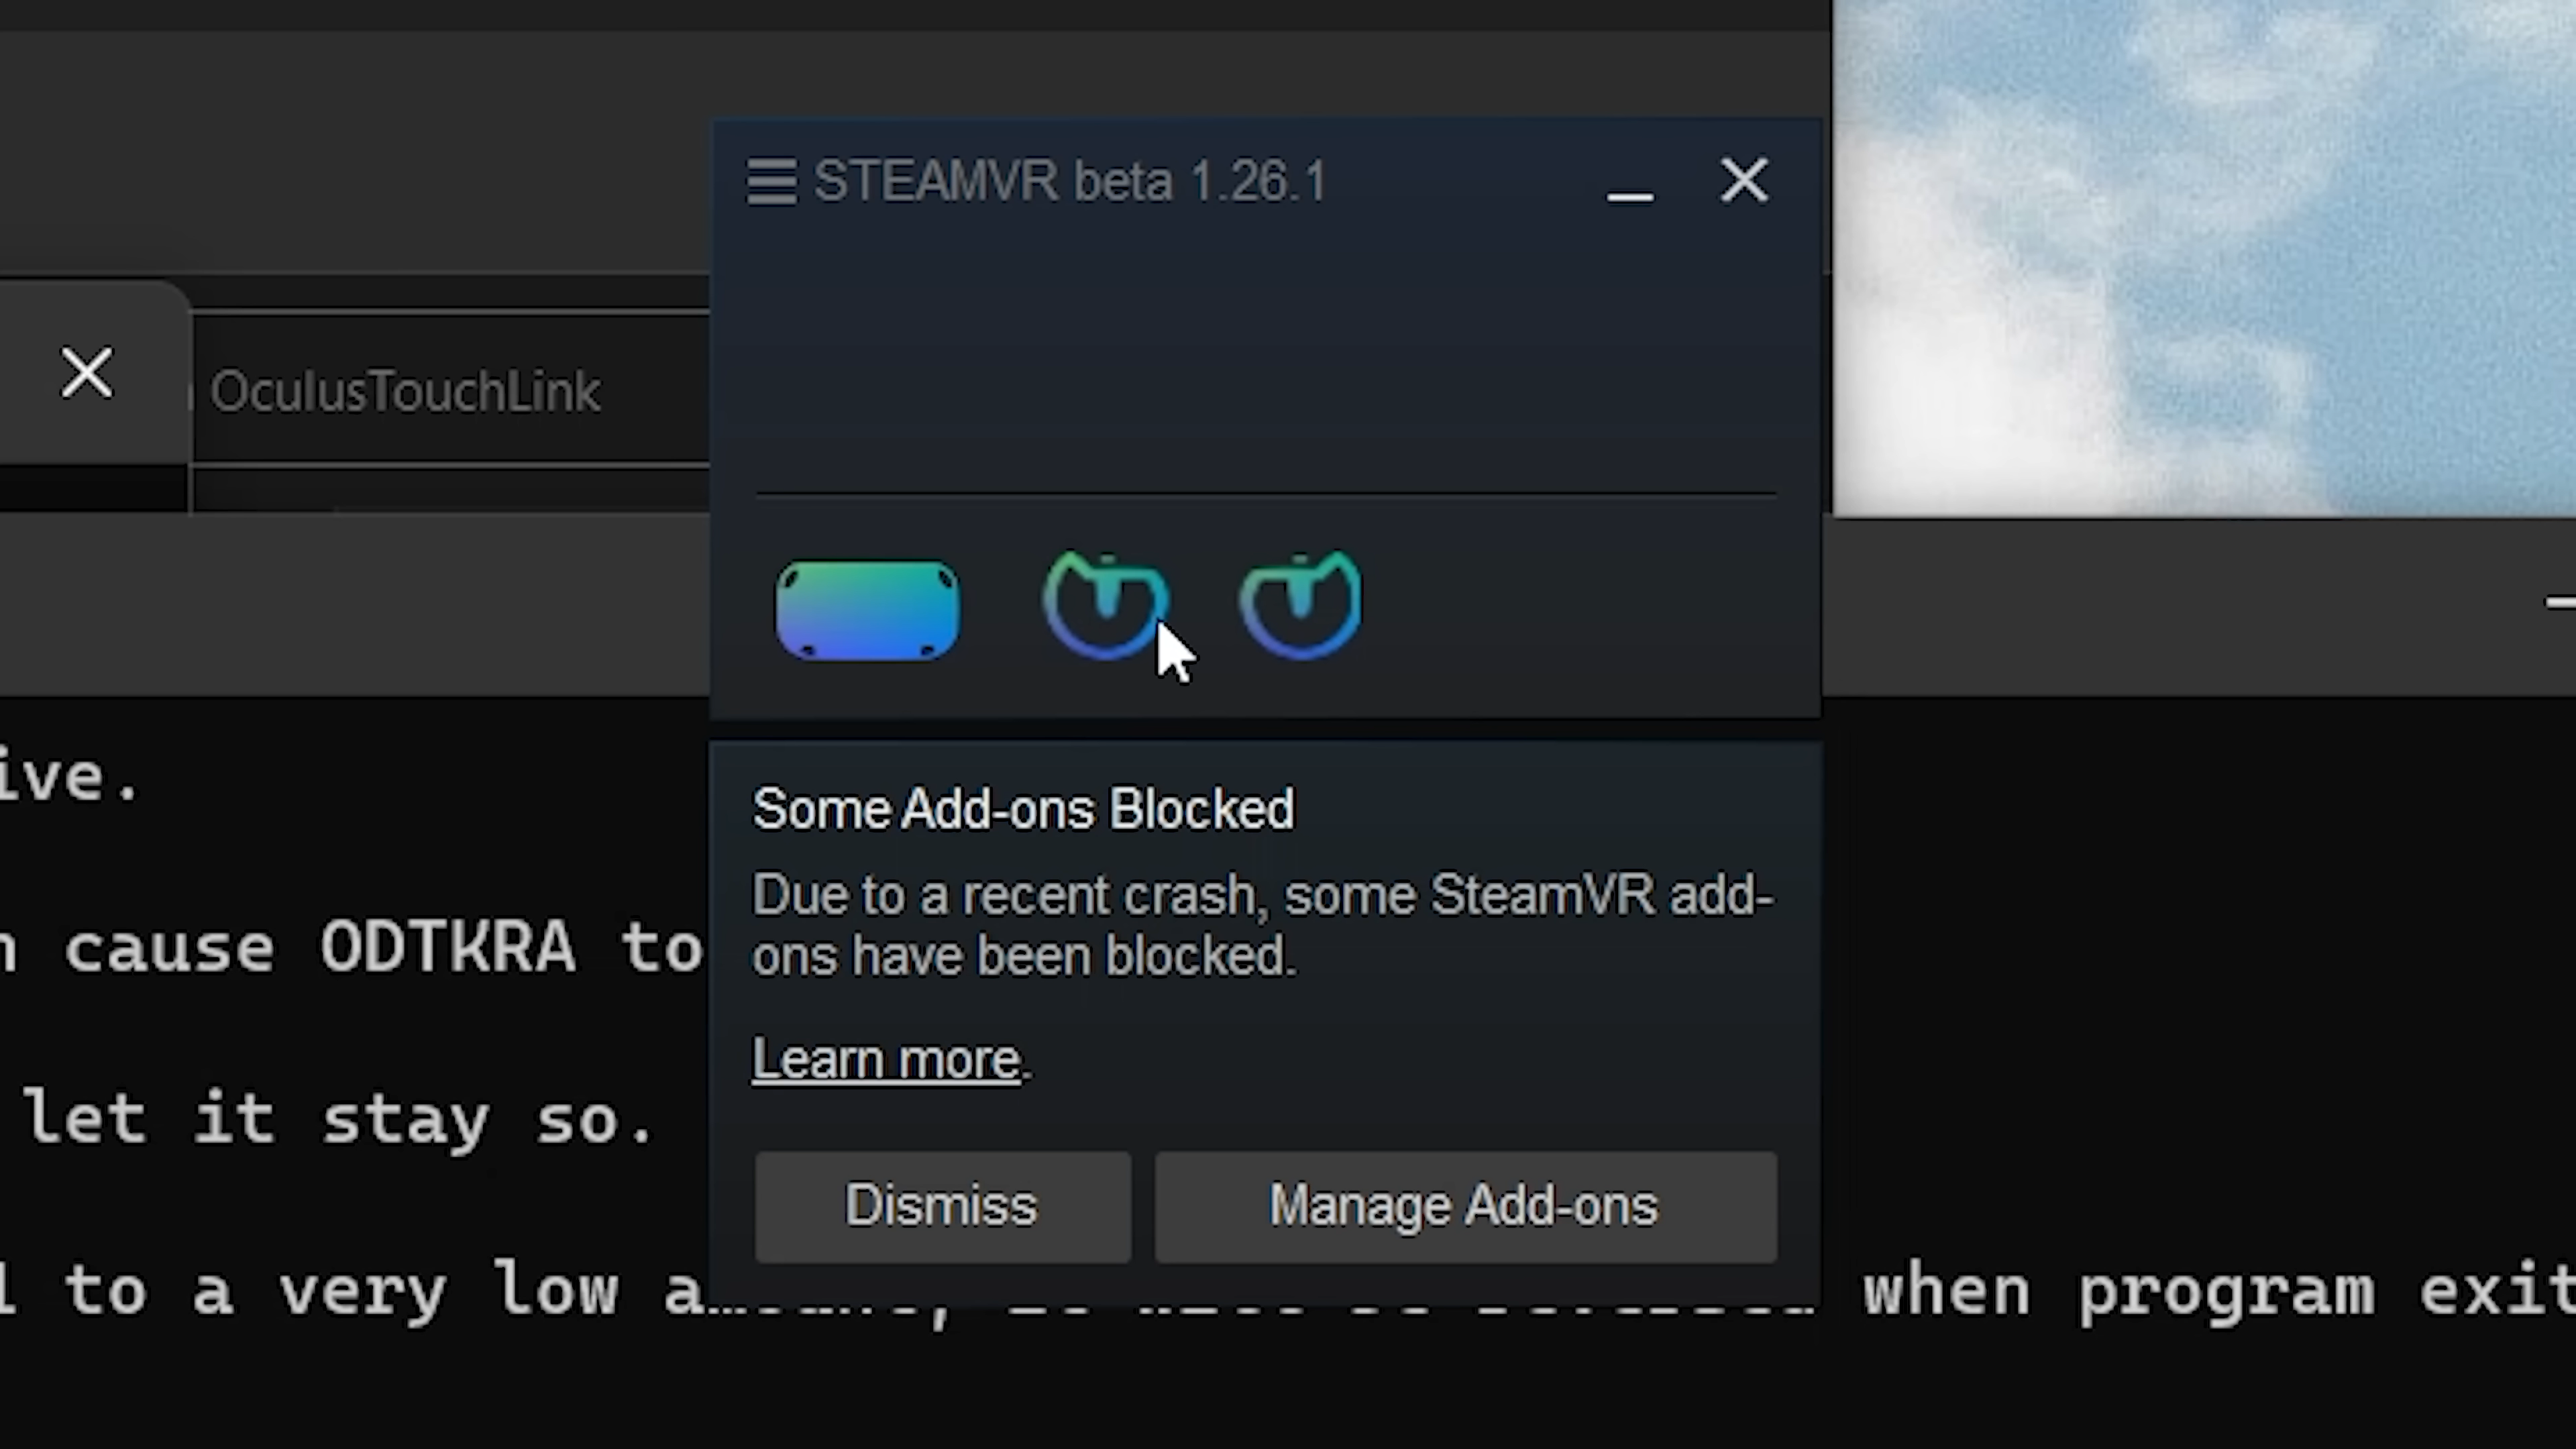 STEAMVR beta 1.26.1
OculusTouchLink
ive.
Some Add-ons Blocked
Due to a recent crash, some SteamVR add-
ons have been blocked.
cause ODTKRA to
Learn more.
let it stay so.
Dismiss
Manage Add-ons
to a very low when program exit